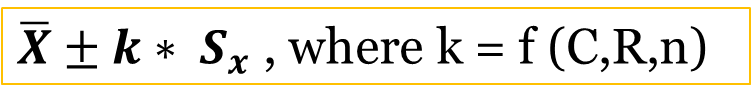 X̅ ± k * Sₓ , where k = f (C,R,n)